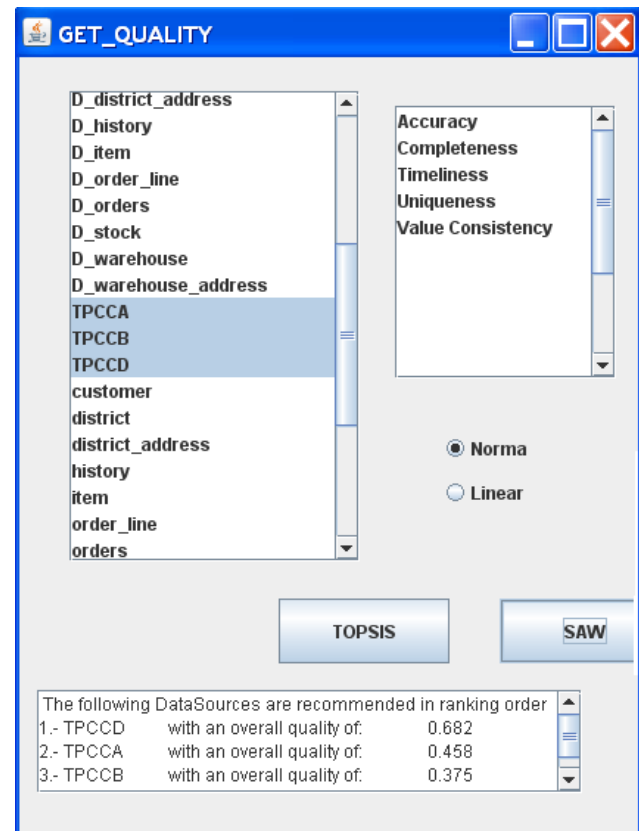 GET_QUALITY
D_district_address
D_history
D_item
D_order_line
D_orders
D_stock
D_warehouse
D_warehouse_address
TPCCA
TPCCB
TPCCD
customer
district
district_address
history
item
order_line
orders
Accuracy
Completeness
Timeliness
Uniqueness
Value Consistency
Norma
Linear
TOPSIS
SAW
The following DataSources are recommended in ranking order
1.- TPCCD with an overall quality of: 0.682
2.- TPCCA with an overall quality of: 0.458
3.- TPCCB with an overall quality of: 0.375